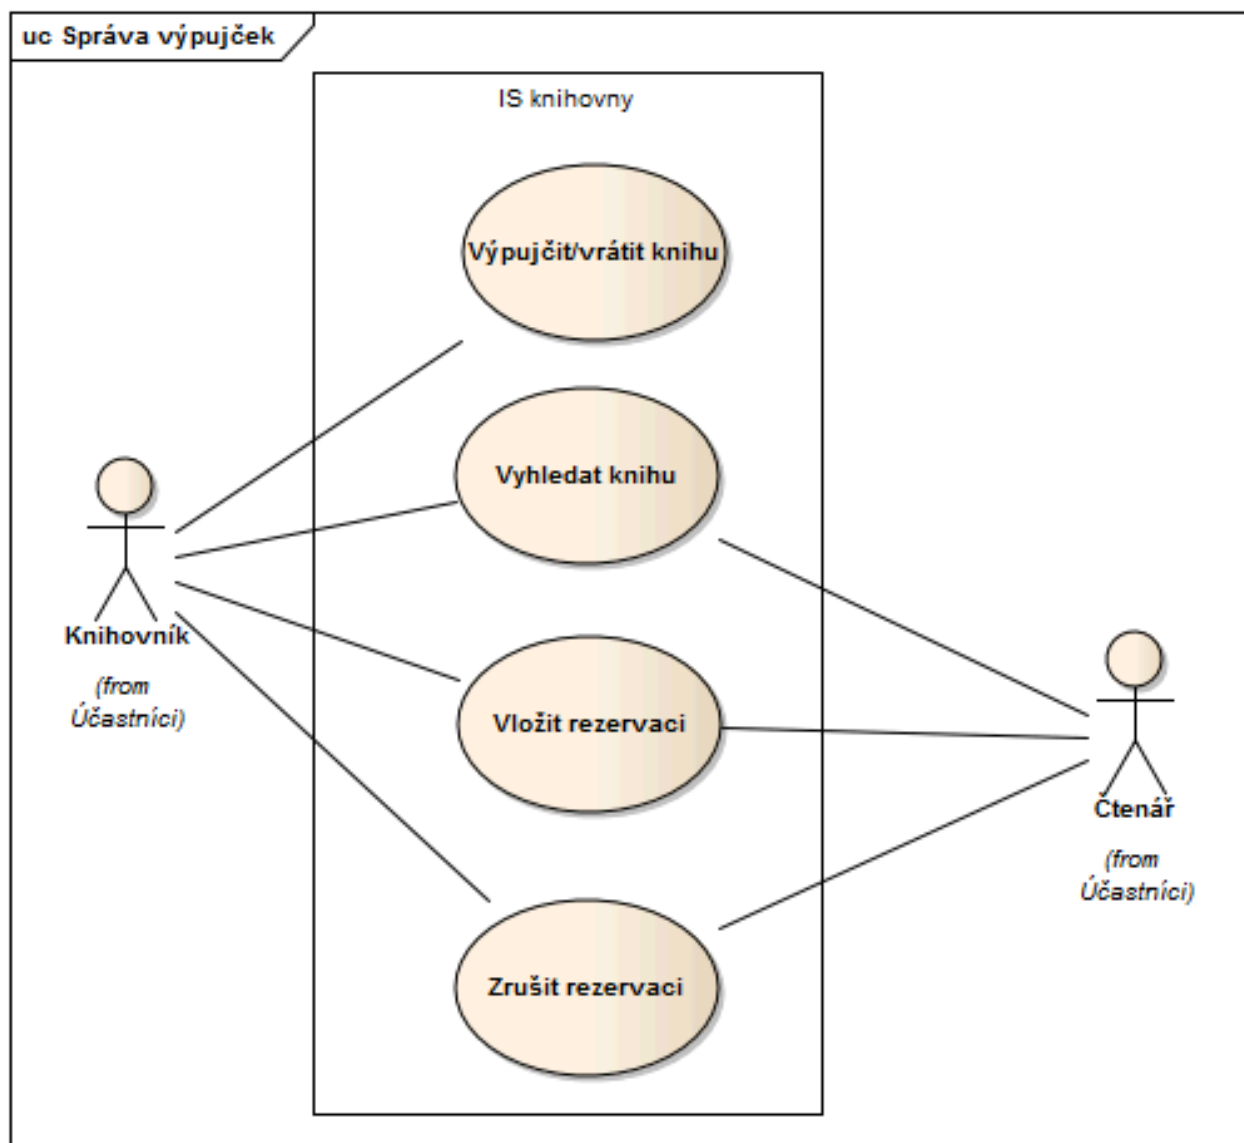 uc Správa výpujček
IS knihovny
Výpujčit/vrátit knihu
Vyhledat knihu
Knihovník
(from
Účastníci)
Vložit rezervaci
Čtenář
(from
Účastníci)
Zrušit rezervaci